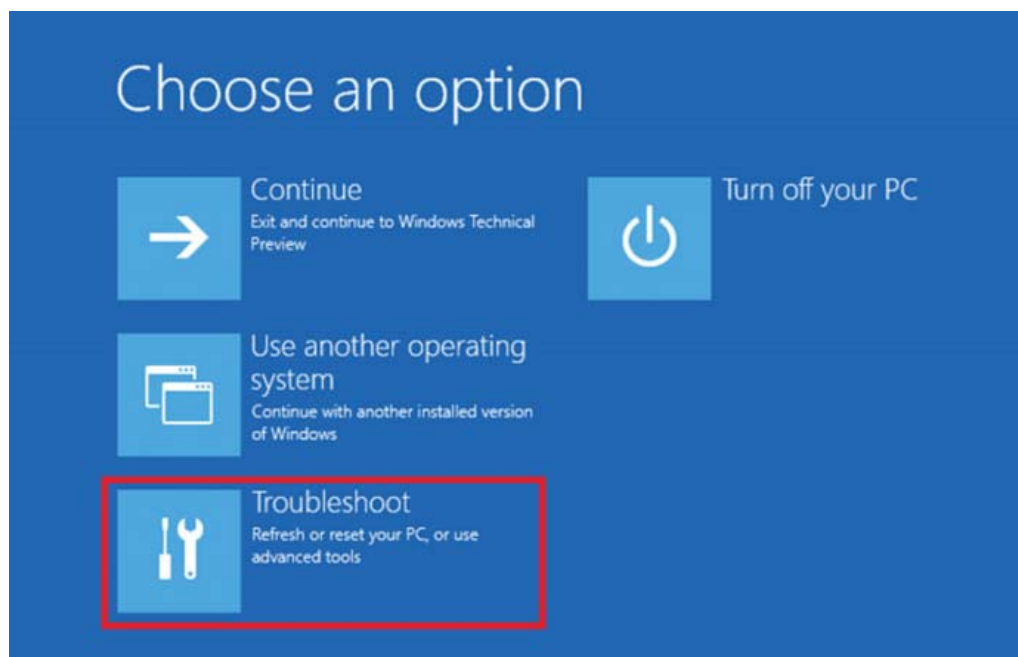 Choose an option
Continue
Exit and continue to Windows Technical
Preview
Turn off your PC
Use another operating
system
Continue with another installed version
of Windows
Troubleshoot
Refresh or reset your PC, or use
advanced tools